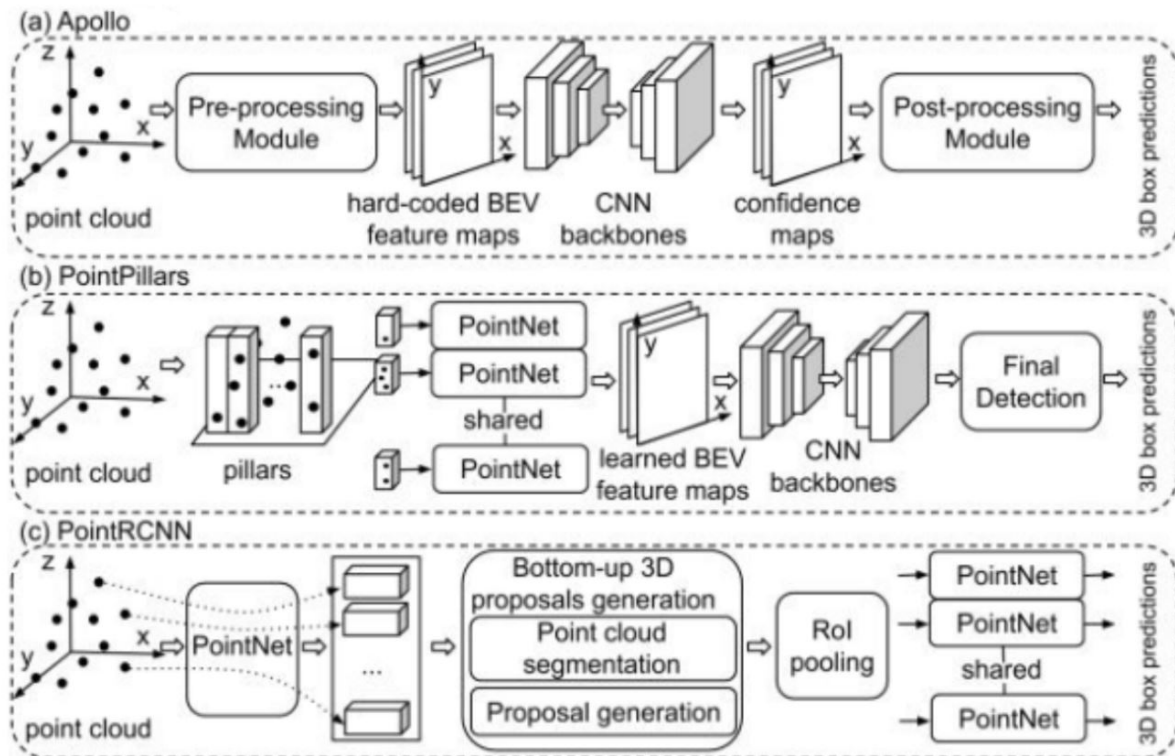 (a) Apollo
z
x
y
point cloud
Pre-processing
Module
y
x
hard-coded BEV
feature maps
CNN
backbones
y
x
confidence
maps
Post-processing
Module
3D box predictions
(b) PointPillars
z
x
y
point cloud
...
pillars
PointNet
PointNet
shared
PointNet
y
x
learned BEV
feature maps
CNN
backbones
Final
Detection
3D box predictions
(c) PointRCNN
z
x
y
point cloud
PointNet
...
Bottom-up 3D
proposals generation
Point cloud
segmentation
Proposal generation
RoI
pooling
PointNet
PointNet
shared
PointNet
3D box predictions